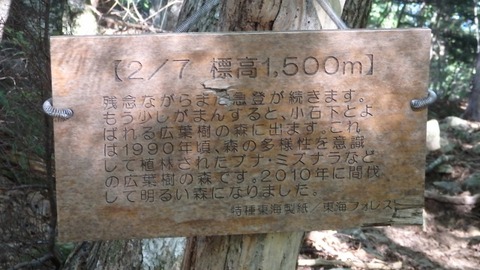 【2/7 標高1,500m】
残念ながらまだ急登が続きます。
もう少しがまんすると、小石下とよ
ばれる広葉樹の森に出ます。これ
は1990年頃、森の多様性を意識
して植林されたブナ・ミズナラなど
の広葉樹の森です。2010年に間伐
して明るい森になりました。
特種東海製紙/東海フォレスト